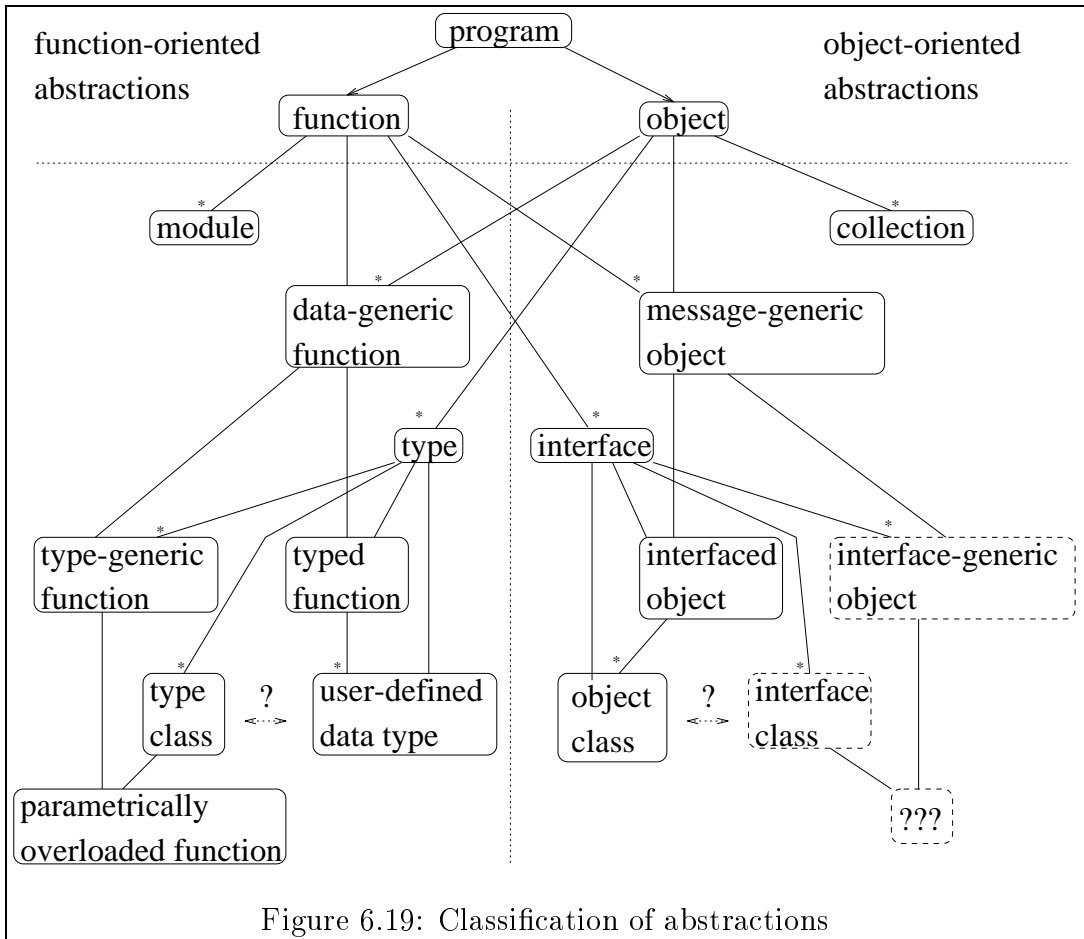 function-oriented
abstractions
program
object-oriented
abstractions
function
object
*
module
*
collection
*
data-generic
function
*
message-generic
object
*
type
*
interface
*
type-generic
function
typed
function
interfaced
object
*
interface-generic
object
*
type
class
?
*
user-defined
data type
*
object
class
?
*
interface
class
parametrically
overloaded function
???
Figure 6.19: Classification of abstractions